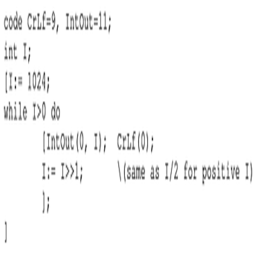 code CrLf=9, IntOut=11;
int I;
[I:= 1024;
while I>0 do
[IntOut(0, I); CrLf(0);
I:= I>>1; \(same as I/2 for positive I)
];
]